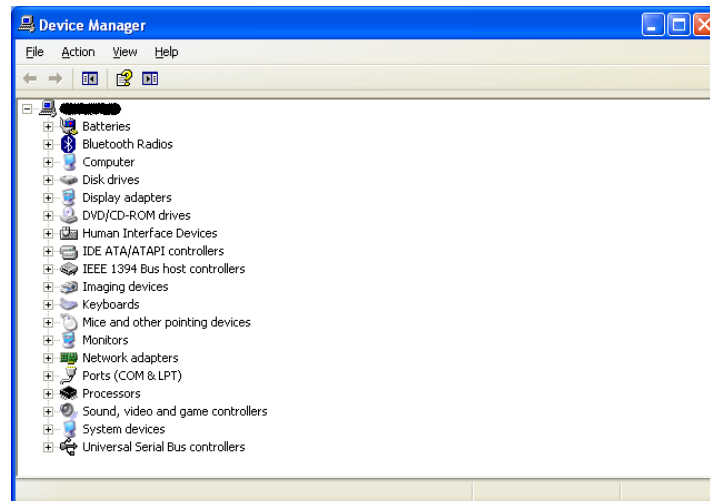 Device Manager
File Action View Help
Batteries
Bluetooth Radios
Computer
Disk drives
Display adapters
DVD/CD-ROM drives
Human Interface Devices
IDE ATA/ATAPI controllers
IEEE 1394 Bus host controllers
Imaging devices
Keyboards
Mice and other pointing devices
Monitors
Network adapters
Ports (COM & LPT)
Processors
Sound, video and game controllers
System devices
Universal Serial Bus controllers